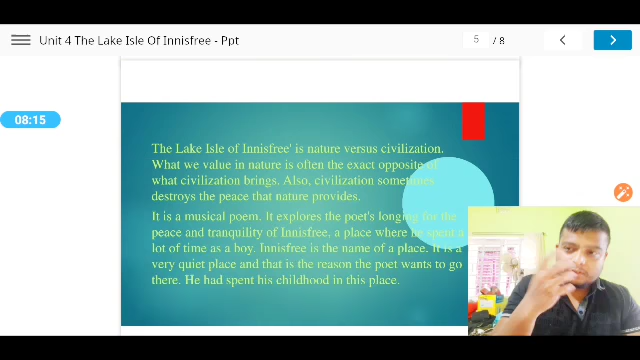 Unit 4 The Lake Isle Of Innisfree - Ppt
5 / 8
08:15
The Lake Isle of Innisfree' is nature versus civilization.
What we value in nature is often the exact opposite of
what civilization brings. Also, civilization sometimes
destroys the peace that nature provides.
It is a musical poem. It explores the poet's longing for the
peace and tranquility of Innisfree, a place where he spent a
lot of time as a boy. Innisfree is the name of a place. It is a
very quiet place and that is the reason the poet wants to go
there. He had spent his childhood in this place.